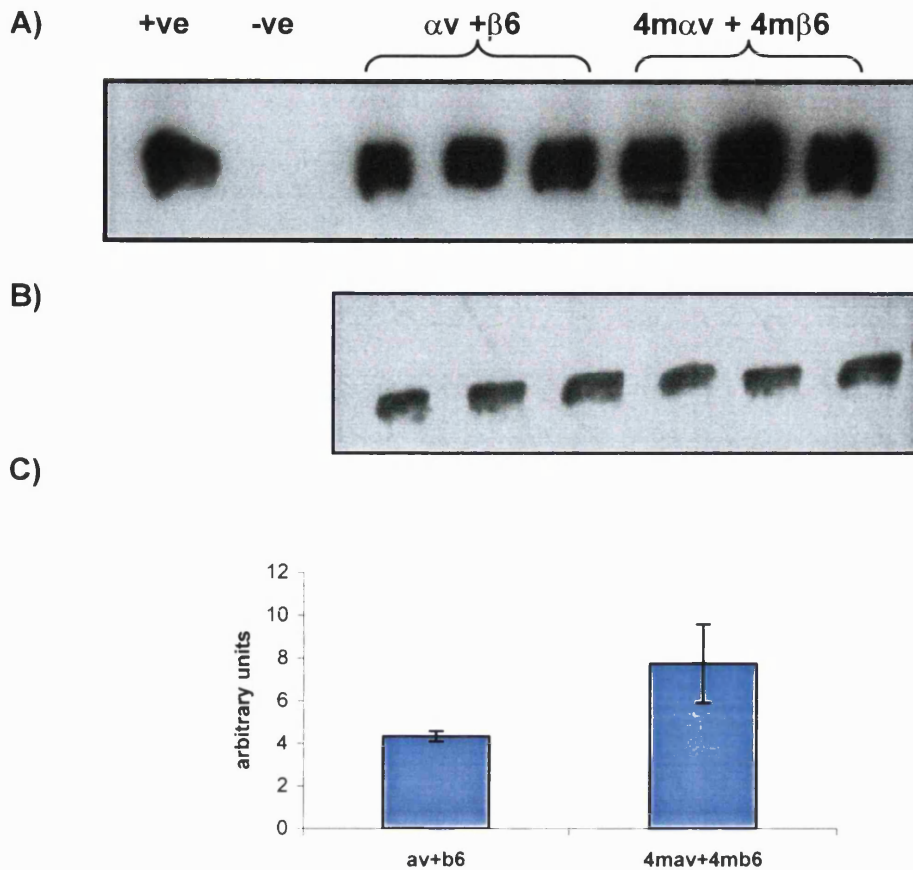 A)
+ve -ve αv +β6 4mαv + 4mβ6
B)
C)
12
10
8
6
4
2
0
arbitrary units
av+b6 4mav+4mb6